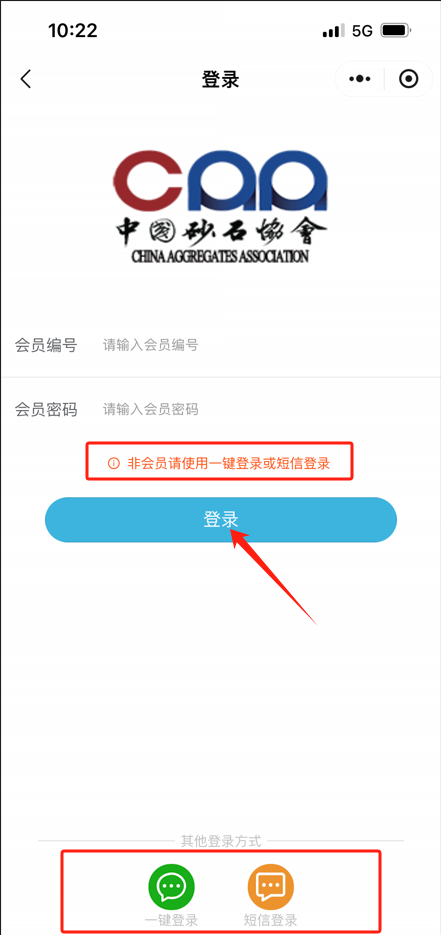 10:22
5G
登录
caa
中國砂石協會
CHINA AGGREGATES ASSOCIATION
会员编号 请输入会员编号
会员密码 请输入会员密码
非会员请使用一键登录或短信登录
登录
其他登录方式
一键登录 短信登录